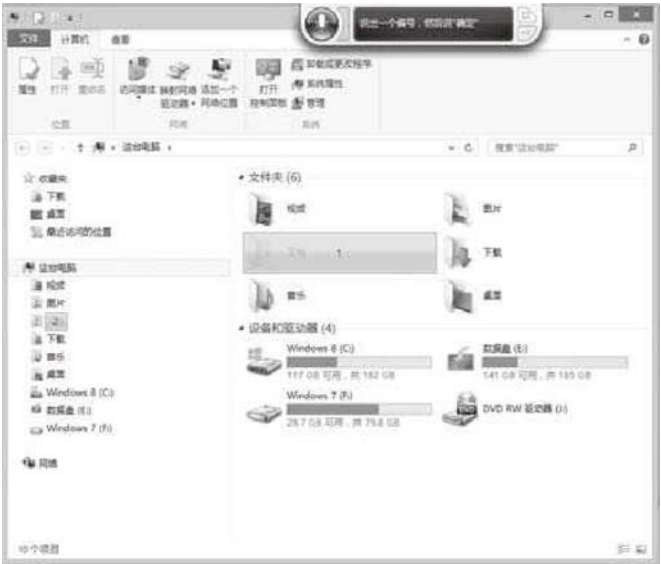 说出一个编号，然后说"确定"
文件 计算机 查看
属性 打开 重命名 访问媒体 映射网络驱动器 添加一个网络位置 打开控制面板 卸载或更改程序
系统属性
管理
位置 网络 系统
这台电脑 搜索"这台电脑"
收藏夹
下载
桌面
最近访问的位置
这台电脑
视频
图片
2
下载
音乐
桌面
Windows 8 (C:)
数据盘 (E:)
Windows 7 (F:)
网络
文件夹 (6)
视频 图片
文档 1 下载
音乐 桌面
设备和驱动器 (4)
Windows 8 (C:) 数据盘 (E:)
117 GB 可用，共 182 GB 141 GB 可用，共 185 GB
Windows 7 (F:) DVD RW 驱动器 (J:)
28.7 GB 可用，共 79.8 GB
10 个项目